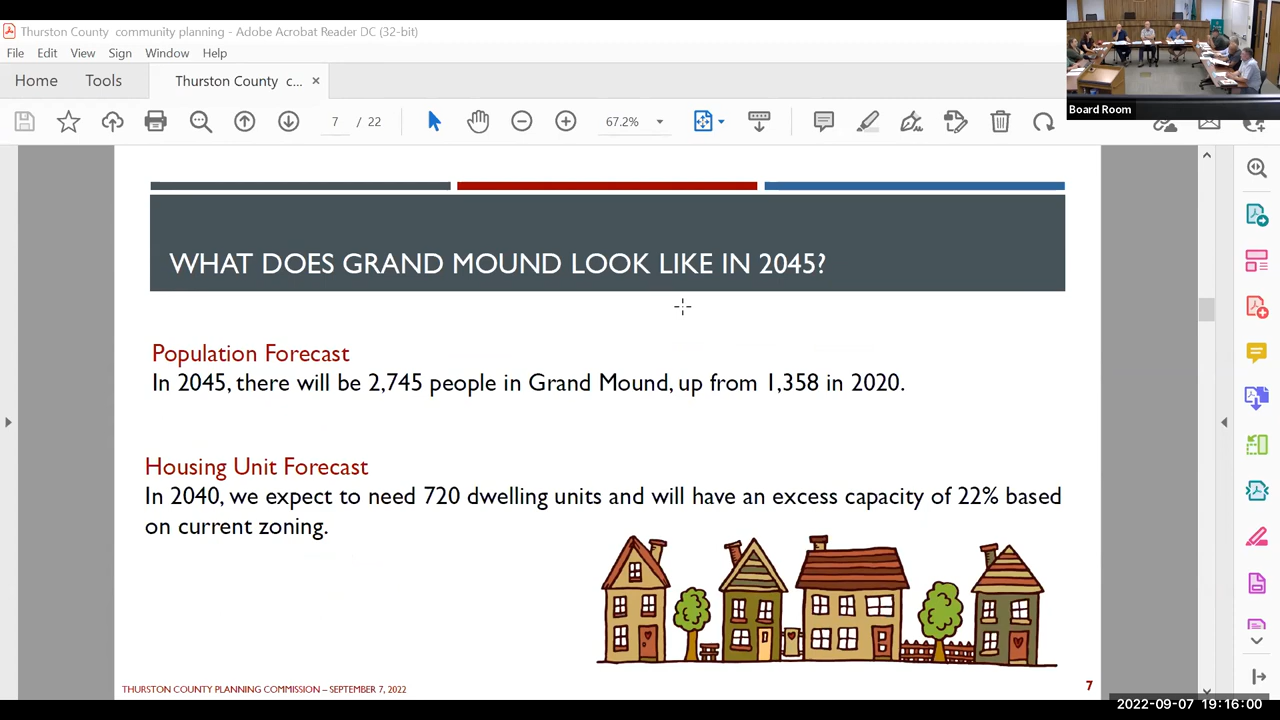 Thurston County community planning - Adobe Acrobat Reader DC (32-bit)
File Edit View Sign Window Help
Home Tools Thurston County c... ×
7 / 22 67.2%
Board Room
WHAT DOES GRAND MOUND LOOK LIKE IN 2045?
Population Forecast
In 2045, there will be 2,745 people in Grand Mound, up from 1,358 in 2020.
Housing Unit Forecast
In 2040, we expect to need 720 dwelling units and will have an excess capacity of 22% based
on current zoning.
THURSTON COUNTY PLANNING COMMISSION – SEPTEMBER 7, 2022
7
2022-09-07 19:16:00